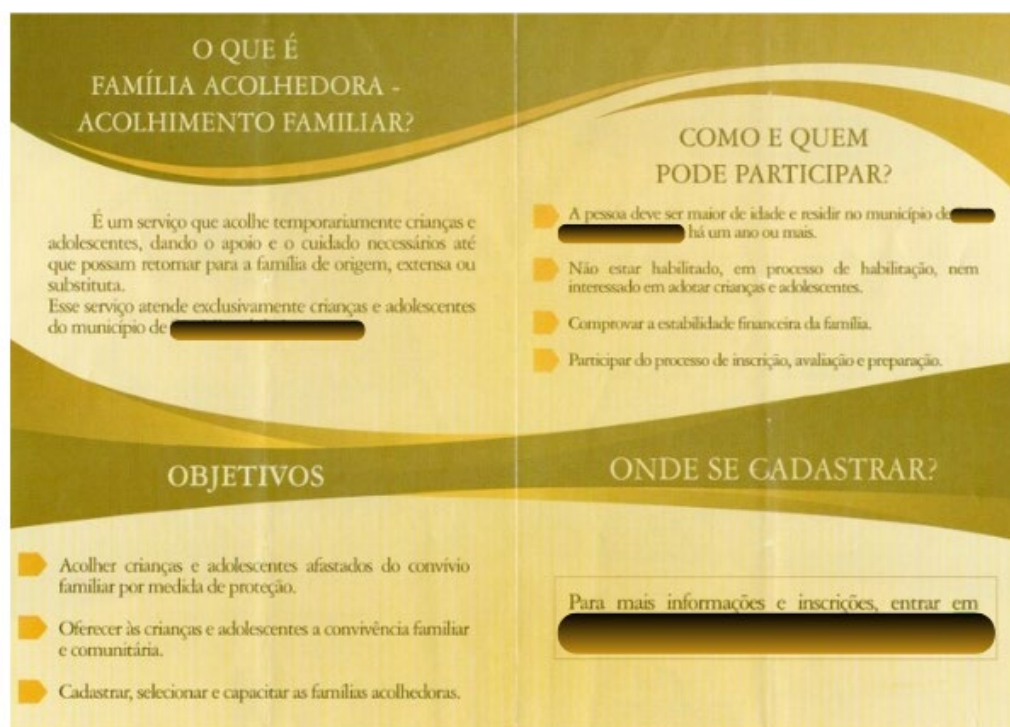 O QUE É
FAMÍLIA ACOLHEDORA -
ACOLHIMENTO FAMILIAR?
É um serviço que acolhe temporariamente crianças e
adolescentes, dando o apoio e o cuidado necessários até
que possam retornar para a família de origem, extensa ou
substituta.
Esse serviço atende exclusivamente crianças e adolescentes
do município de
COMO E QUEM
PODE PARTICIPAR?
A pessoa deve ser maior de idade e residir no município de
há um ano ou mais.
Não estar habilitado, em processo de habilitação, nem
interessado em adotar crianças e adolescentes.
Comprovar a estabilidade financeira da família.
Participar do processo de inscrição, avaliação e preparação.
OBJETIVOS
Acolher crianças e adolescentes afastados do convívio
familiar por medida de proteção.
Oferecer às crianças e adolescentes a convivência familiar
e comunitária.
Cadastrar, selecionar e capacitar as famílias acolhedoras.
ONDE SE CADASTRAR?
Para mais informações e inscrições, entrar em